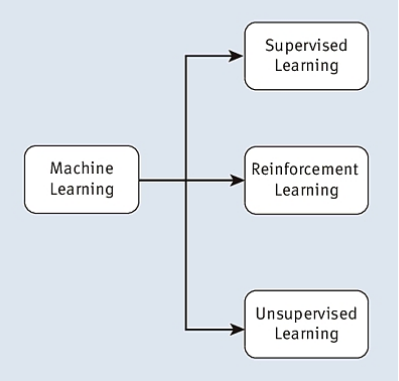 Supervised
Learning
Machine
Learning
Reinforcement
Learning
Unsupervised
Learning